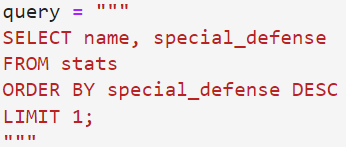 query = """
SELECT name, special_defense
FROM stats
ORDER BY special_defense DESC
LIMIT 1;
"""